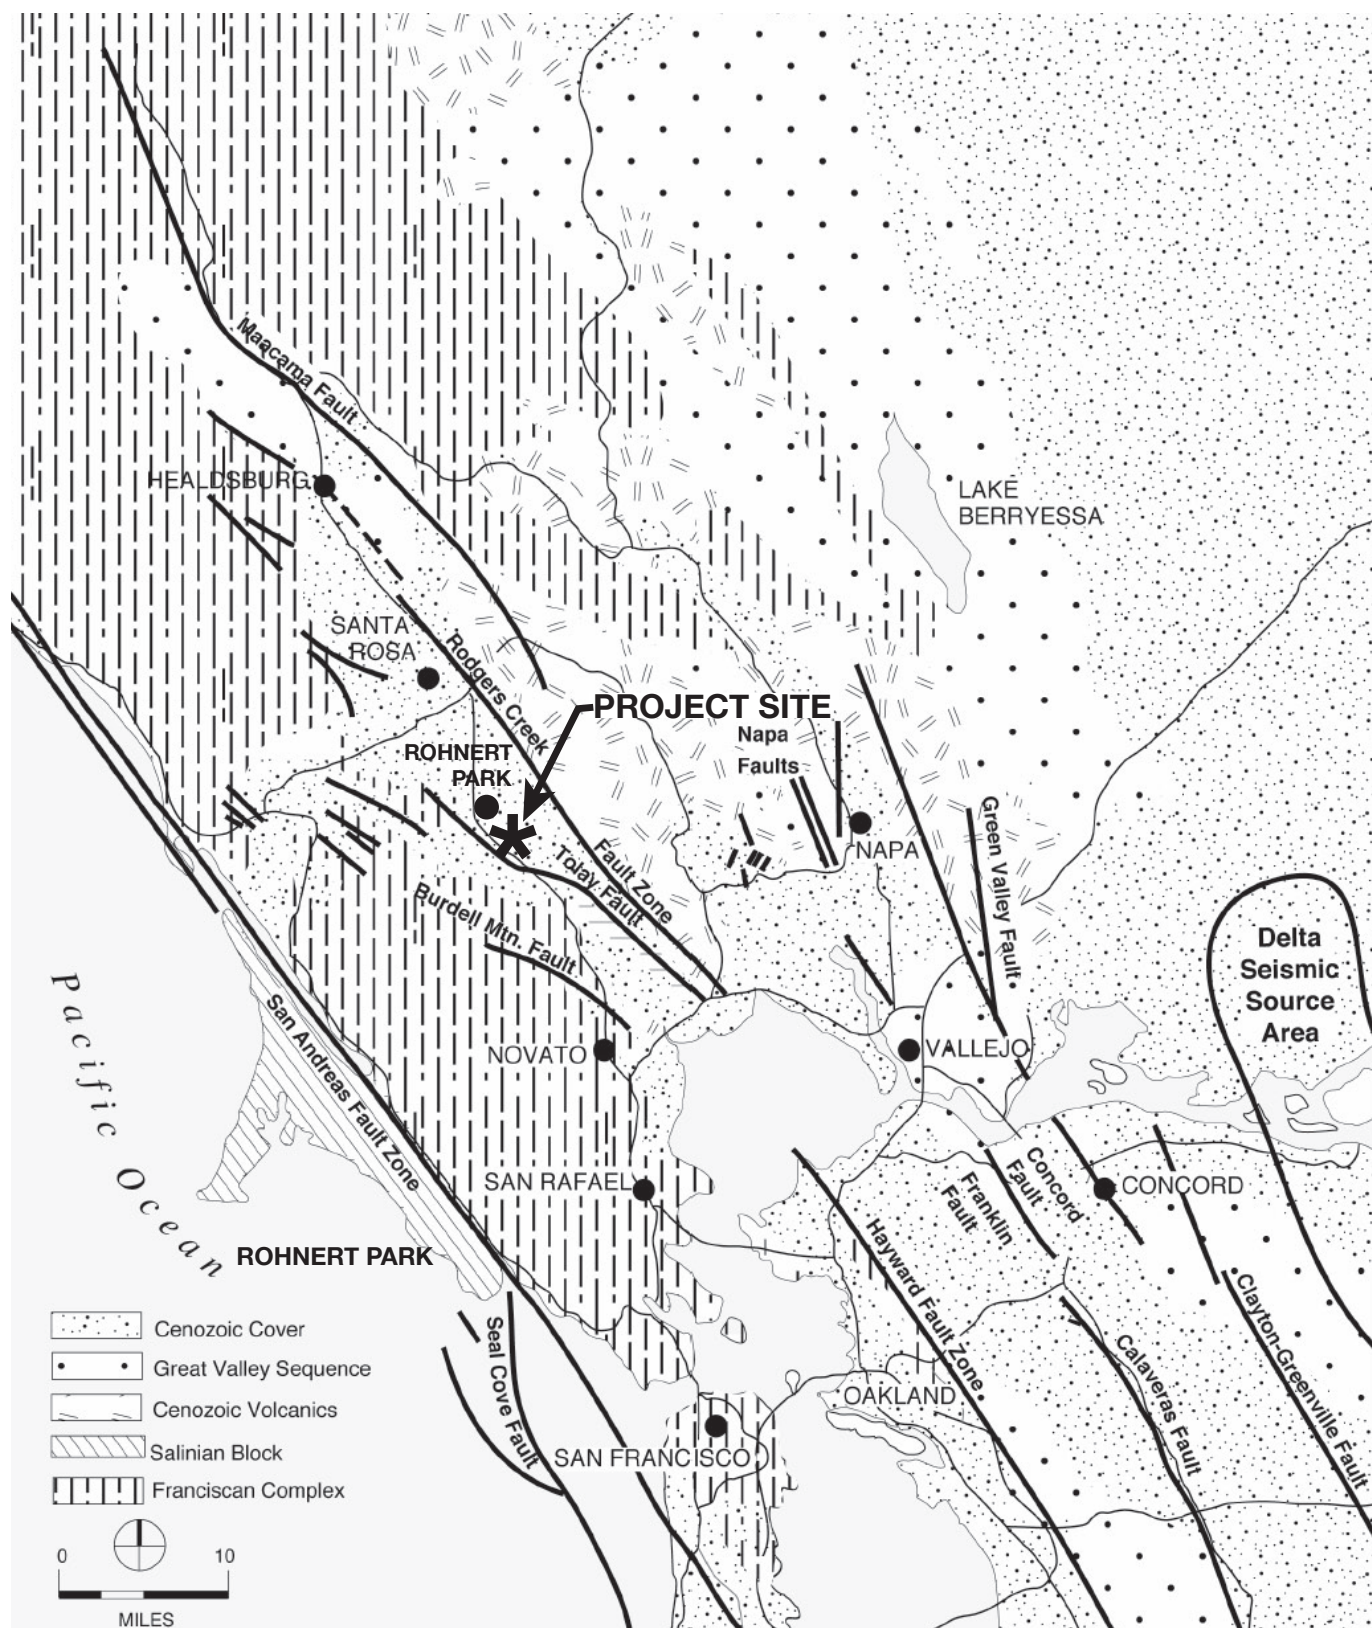 Maacama Fault
HEALDSBURG
LAKE
BERRYESSA
SANTA
ROSA
Rodgers Creek
Fault Zone
PROJECT SITE
ROHNERT
PARK
Napa
Faults
NAPA
Green Valley Fault
Tolay Fault
Burdell Mtn. Fault
Delta
Seismic
Source
Area
San Andreas Fault Zone
Pacific Ocean
NOVATO
VALLEJO
SAN RAFAEL
Franklin
Fault
Concord
Fault
CONCORD
Hayward Fault Zone
ROHNERT PARK
Clayton-Greenville Fault
Calaveras Fault
Seal Cove Fault
OAKLAND
SAN FRANCISCO
Cenozoic Cover
Great Valley Sequence
Cenozoic Volcanics
Salinian Block
Franciscan Complex
0 10
MILES